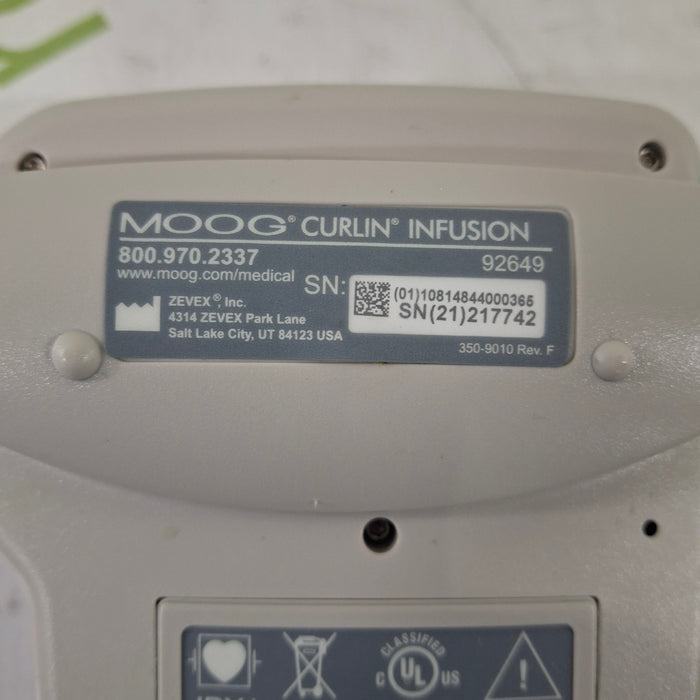 MOOG® CURLIN® INFUSION
800.970.2337
92649
www.moog.com/medical
SN:
(01)10814844000365
SN(21)217742
ZEVEX®, Inc.
4314 ZEVEX Park Lane
Salt Lake City, UT 84123 USA
350-9010 Rev. F
CLASSIFIED
C UL US